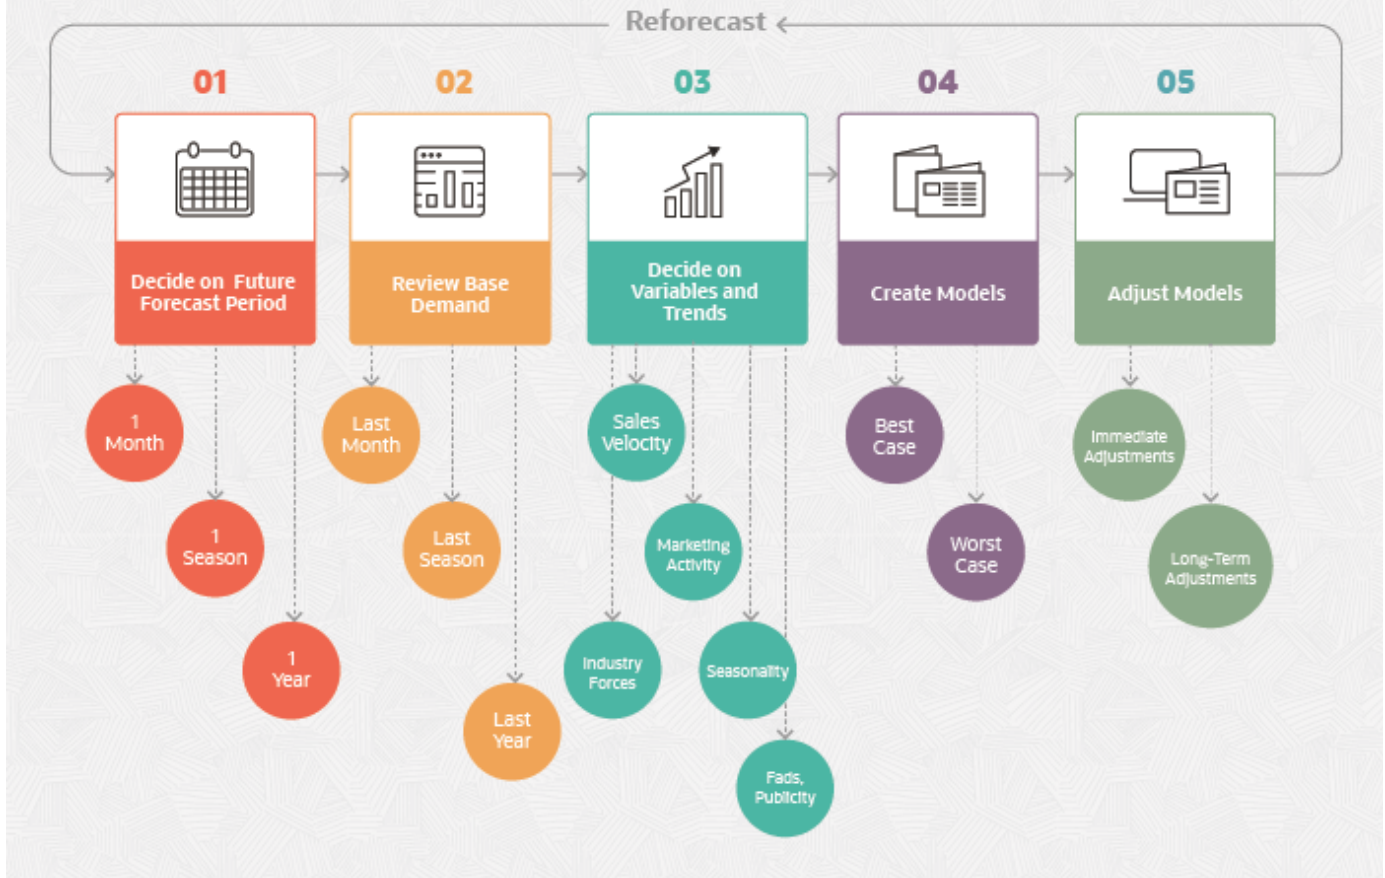 Reforecast
01
02
03
04
05
Decide on Future
Forecast Period
Review Base
Demand
Decide on
Variables and
Trends
Create Models
Adjust Models
1
Month
1
Season
1
Year
Last
Month
Last
Season
Last
Year
Sales
Velocity
Marketing
Activity
Industry
Forces
Seasonality
Fads,
Publicity
Best
Case
Worst
Case
Immediate
Adjustments
Long-Term
Adjustments